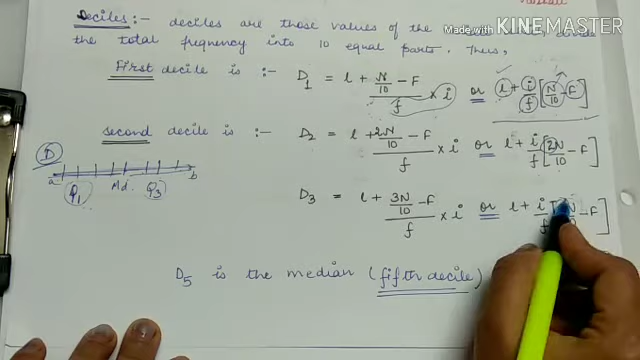 Deciles :- deciles are those values of the
Made with KINEMASTER
the total frequency into 10 equal parts. Thus,
first decile is :- D1 = l + N/10 - F / f × i or l + i/f [N/10 - F]
second decile is :- D2 = l + 2N/10 - F / f × i or l + i/f [2N/10 - F]
D
a Q1 Md. Q3 b
D3 = l + 3N/10 - F / f × i or l + i/f [ - F]
D5 is the median (fifth decile)